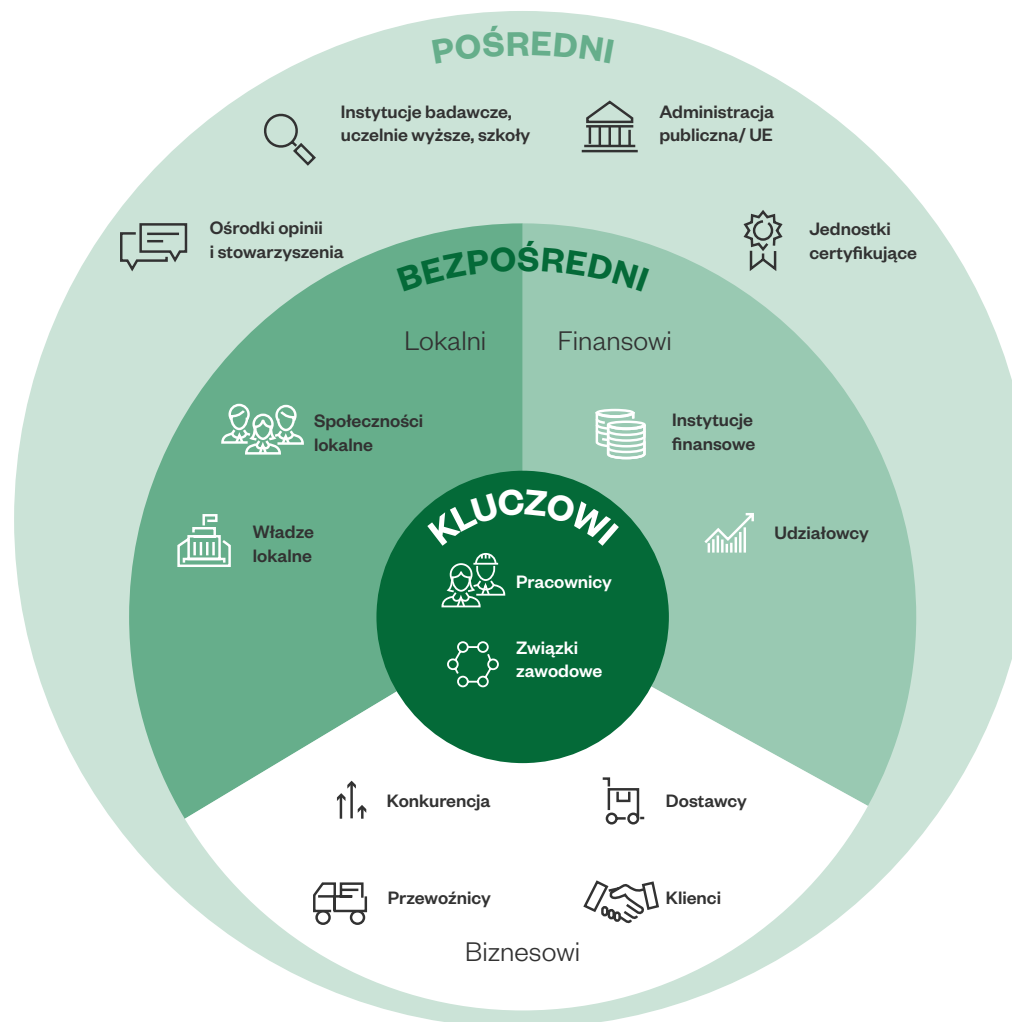 POŚREDNI
Instytucje badawcze,
uczelnie wyższe, szkoły
Administracja
publiczna/ UE
Ośrodki opinii
i stowarzyszenia
Jednostki
certyfikujące
BEZPOŚREDNI
Lokalni
Finansowi
Społeczności
lokalne
Instytucje
finansowe
Władze
lokalne
Udziałowcy
KLUCZOWI
Pracownicy
Związki
zawodowe
Konkurencja
Dostawcy
Przewoźnicy
Klienci
Biznesowi